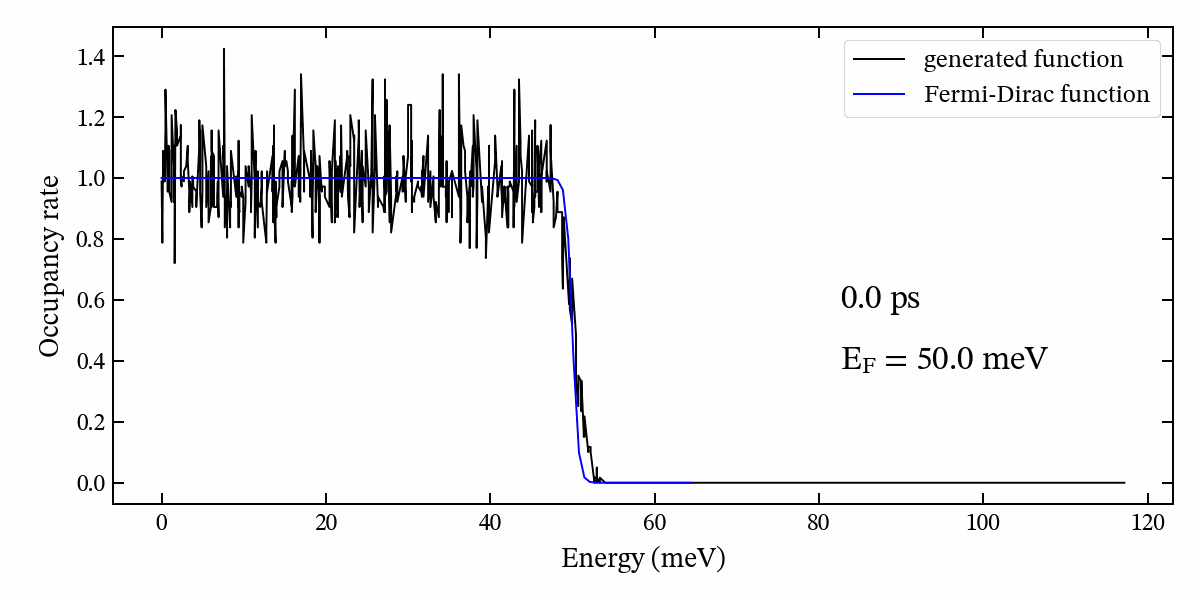 generated function
Fermi-Dirac function
1.4
1.2
1.0
0.8
0.6
0.4
0.2
0.0
Occupancy rate
0.0 ps
E_F = 50.0 meV
0 20 40 60 80 100 120
Energy (meV)